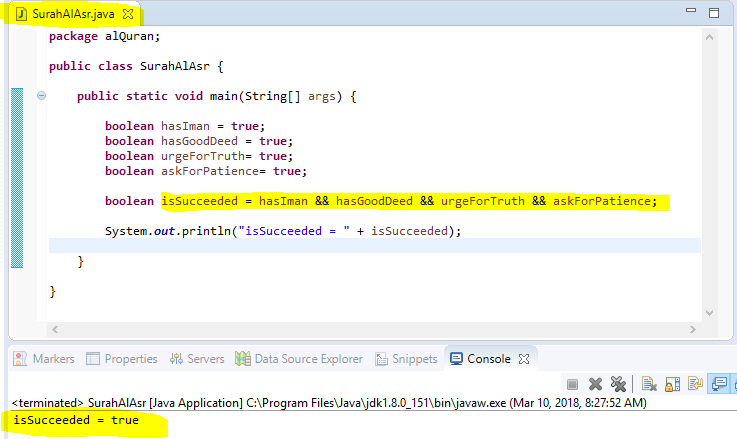 SurahAlAsr.java
package alQuran;
public class SurahAlAsr {
public static void main(String[] args) {
boolean hasIman = true;
boolean hasGoodDeed = true;
boolean urgeForTruth= true;
boolean askForPatience= true;
boolean isSucceeded = hasIman && hasGoodDeed && urgeForTruth && askForPatience;
System.out.println("isSucceeded = " + isSucceeded);
}
}
Markers Properties Servers Data Source Explorer Snippets Console
<terminated> SurahAlAsr [Java Application] C:\Program Files\Java\jdk1.8.0_151\bin\javaw.exe (Mar 10, 2018, 8:27:52 AM)
isSucceeded = true